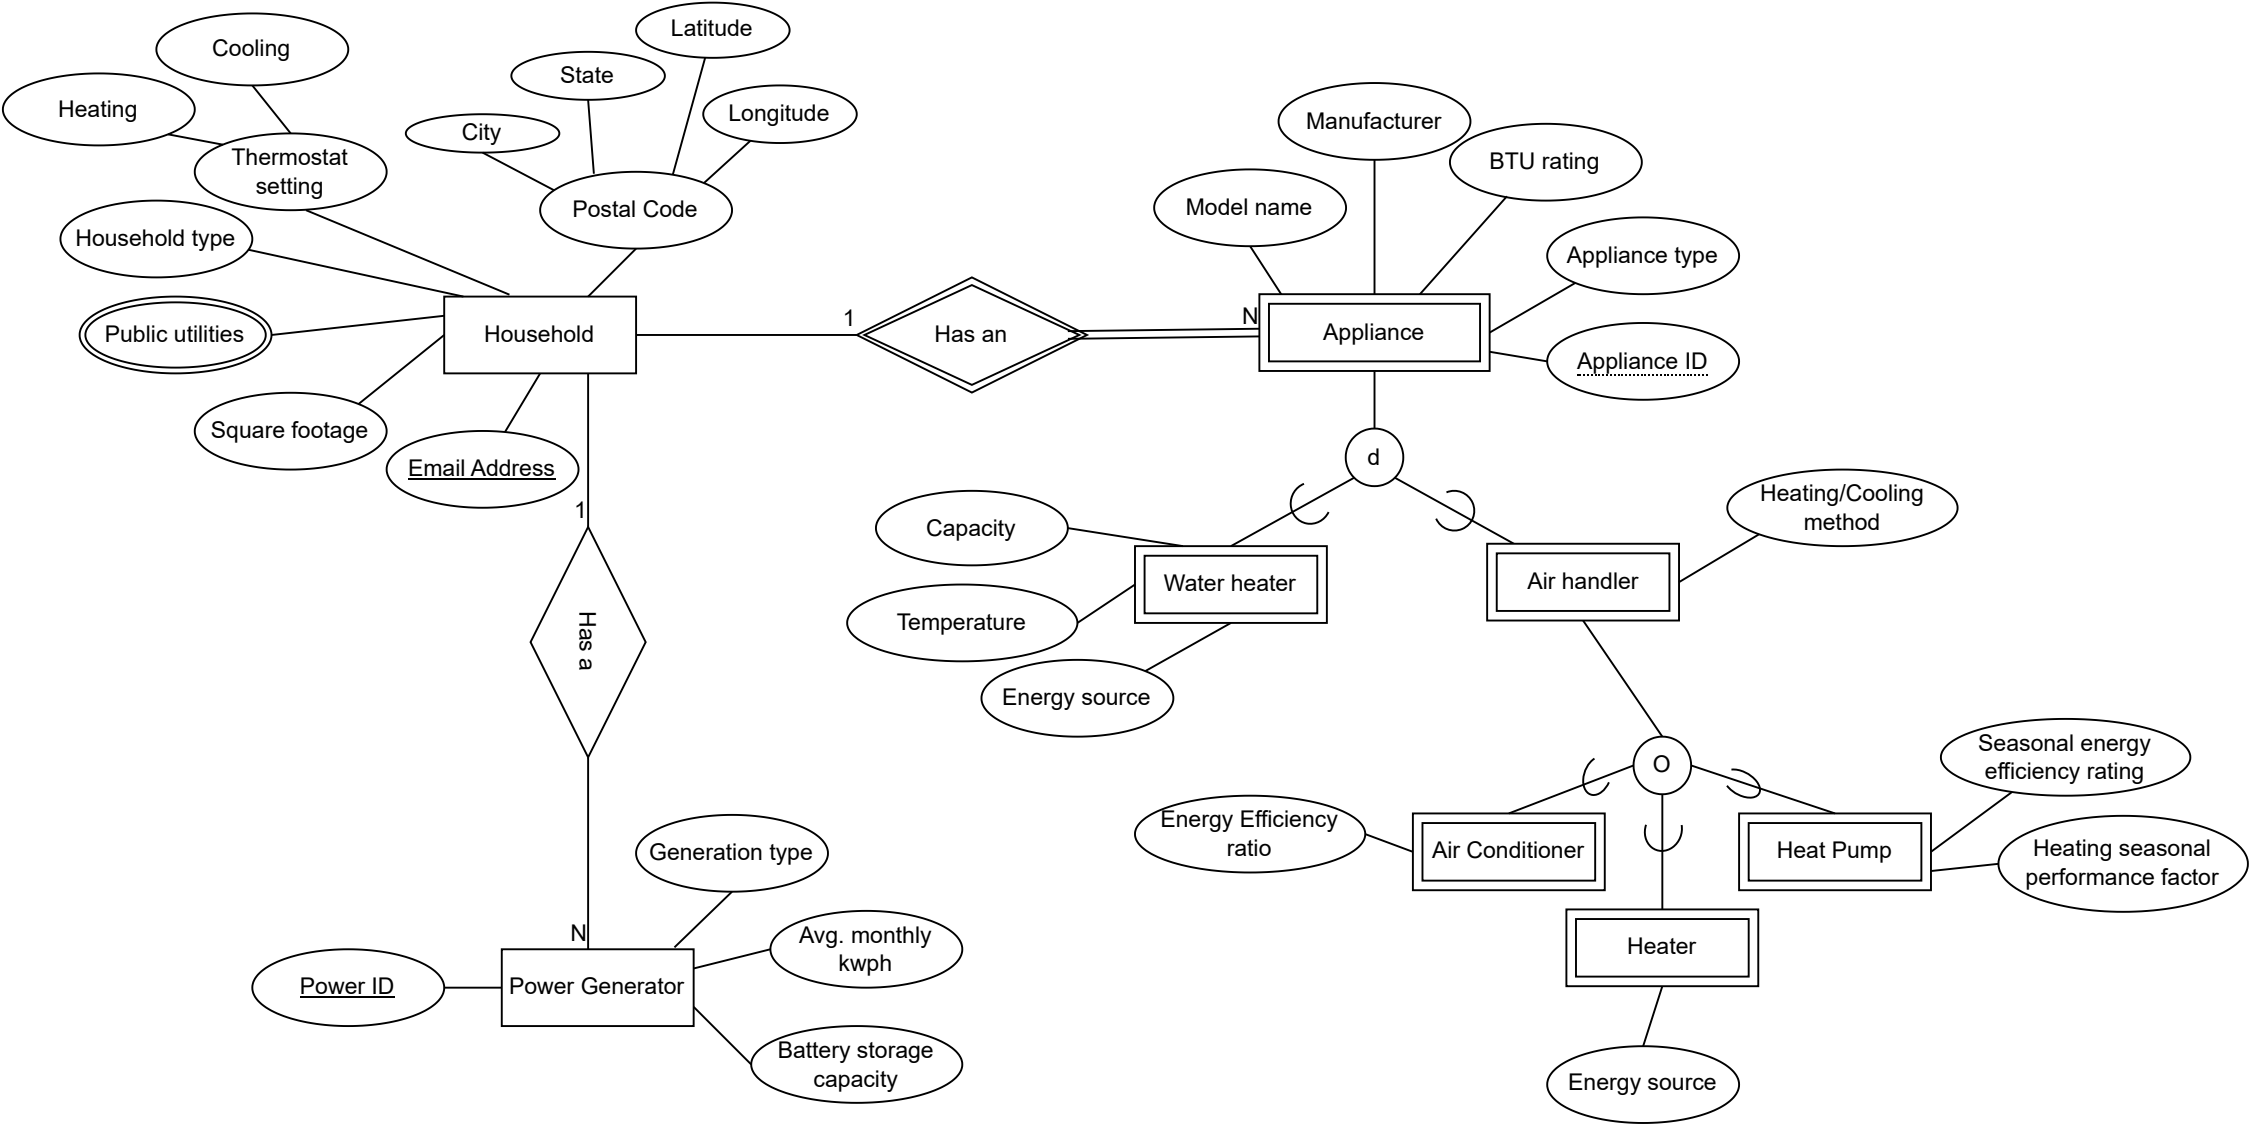 Latitude
Cooling
State
Heating
Longitude
Manufacturer
City
Thermostat
setting
BTU rating
Model name
Postal Code
Household type
Appliance type
Public utilities
Household
1
Has an
N
Appliance
Appliance ID
Square footage
Email Address
d
1
Capacity
Heating/Cooling
method
Water heater
Air handler
Temperature
Has a
Energy source
Seasonal energy
efficiency rating
O
Energy Efficiency
ratio
Air Conditioner
Heat Pump
Heating seasonal
performance factor
Generation type
N
Avg. monthly
kwph
Heater
Power ID
Power Generator
Battery storage
capacity
Energy source